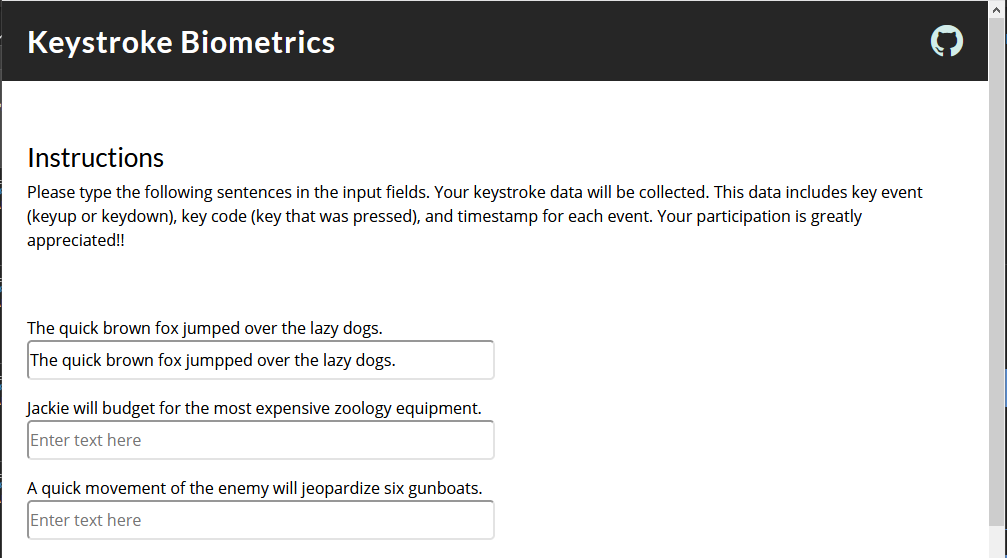 Keystroke Biometrics
Instructions
Please type the following sentences in the input fields. Your keystroke data will be collected. This data includes key event
(keyup or keydown), key code (key that was pressed), and timestamp for each event. Your participation is greatly
appreciated!!
The quick brown fox jumped over the lazy dogs.
The quick brown fox jumpped over the lazy dogs.
Jackie will budget for the most expensive zoology equipment.
Enter text here
A quick movement of the enemy will jeopardize six gunboats.
Enter text here